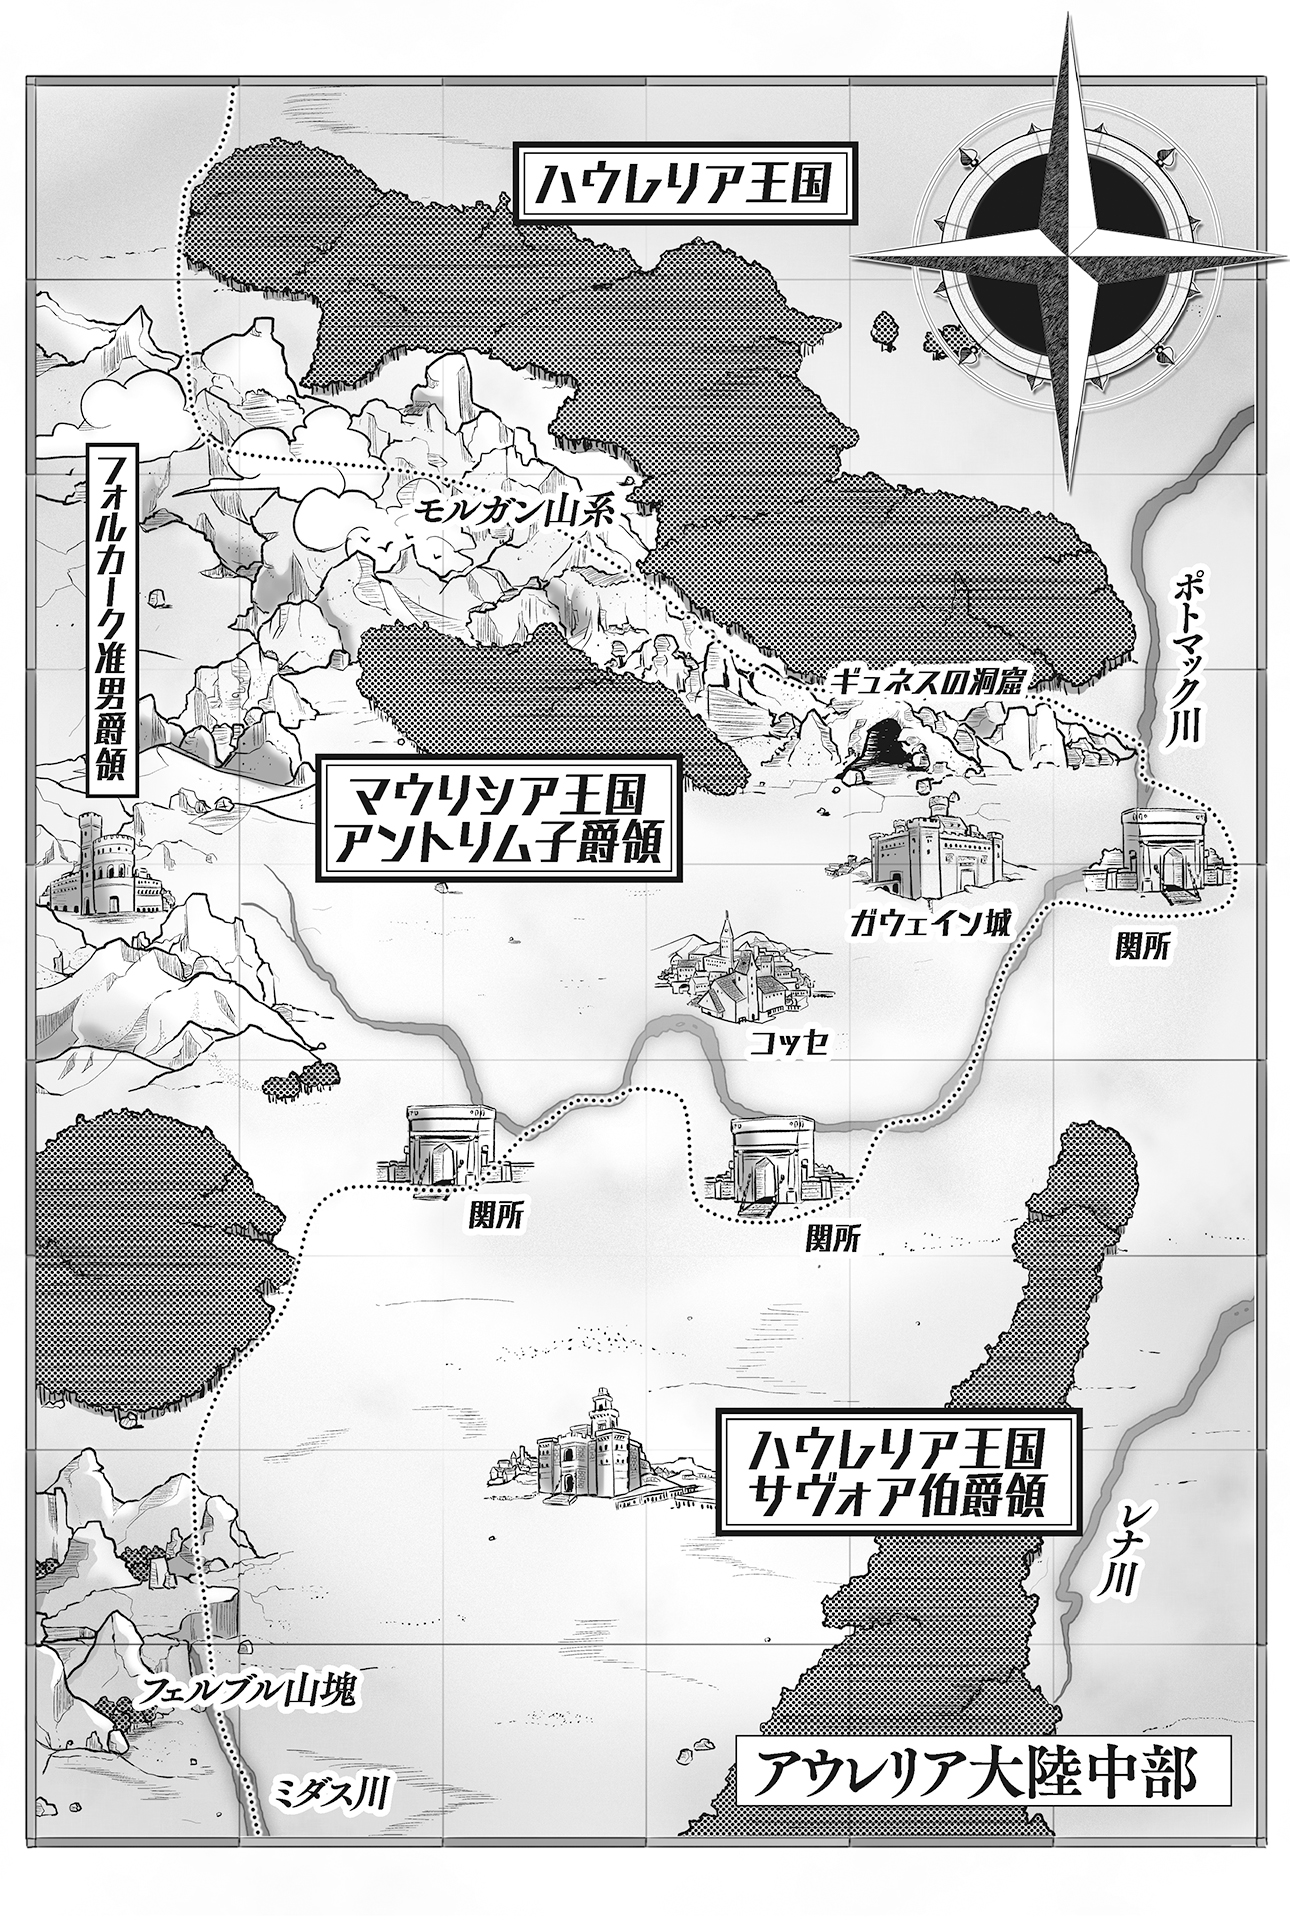 ハウレリア王国
モルガン山系
フォルカーク准男爵領
ポトマック川
ギュネスの洞窟
マウリシア王国
アントリム子爵領
ガウェイン城
関所
コッセ
関所
関所
ハウレリア王国
サヴォア伯爵領
レナ川
フェルブル山塊
アウレリア大陸中部
ミダス川